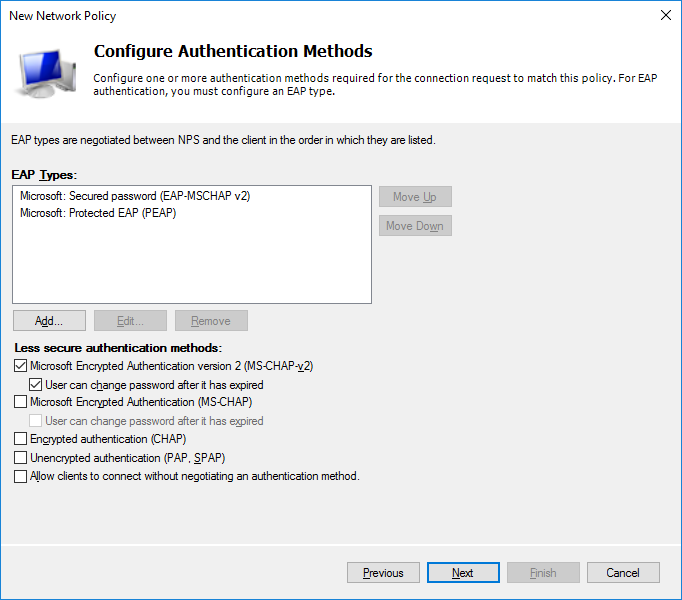 New Network Policy
Configure Authentication Methods
Configure one or more authentication methods required for the connection request to match this policy. For EAP
authentication, you must configure an EAP type.
EAP types are negotiated between NPS and the client in the order in which they are listed.
EAP Types:
Microsoft: Secured password (EAP-MSCHAP v2)
Microsoft: Protected EAP (PEAP)
Move Up
Move Down
Add...
Edit...
Remove
Less secure authentication methods:
Microsoft Encrypted Authentication version 2 (MS-CHAP-v2)
User can change password after it has expired
Microsoft Encrypted Authentication (MS-CHAP)
User can change password after it has expired
Encrypted authentication (CHAP)
Unencrypted authentication (PAP, SPAP)
Allow clients to connect without negotiating an authentication method.
Previous
Next
Finish
Cancel